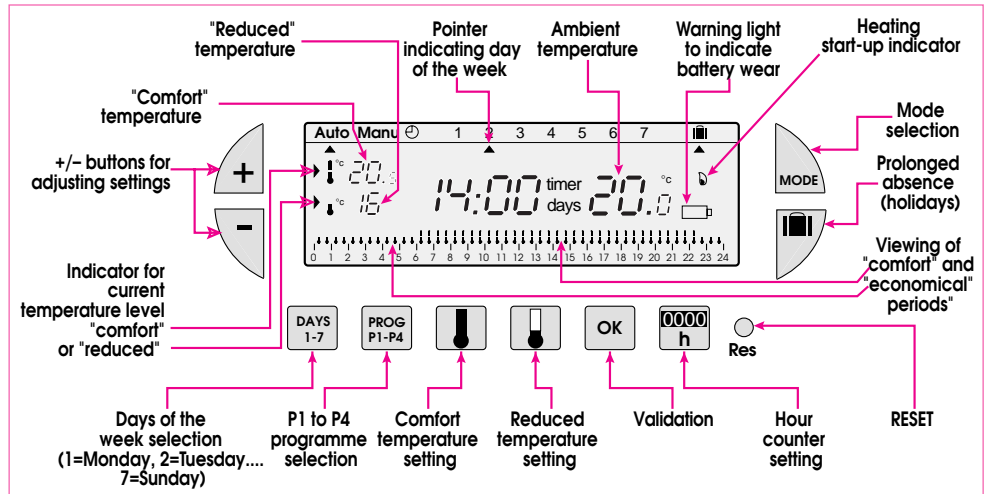 "Reduced"
temperature
Pointer
indicating day
of the week
Ambient
temperature
Warning light
to indicate
battery wear
Heating
start-up indicator
"Comfort"
temperature
Mode
selection
+/– buttons for
adjusting settings
Prolonged
absence
(holidays)
Auto Manu 1 2 3 4 5 6 7
+
–
MODE
°c 20.
°c 16
14:00 timer
days
20.0 °c
0 1 2 3 4 5 6 7 8 9 10 11 12 13 14 15 16 17 18 19 20 21 22 23 24
Indicator for
current
temperature level
"comfort"
or "reduced"
Viewing of
"comfort" and
"economical
periods"
DAYS
1-7
PROG
P1-P4
OK
0000
h
Res
Days of the
week selection
(1=Monday, 2=Tuesday....
7=Sunday)
P1 to P4
programme
selection
Comfort
temperature
setting
Reduced
temperature
setting
Validation
Hour
counter
setting
RESET